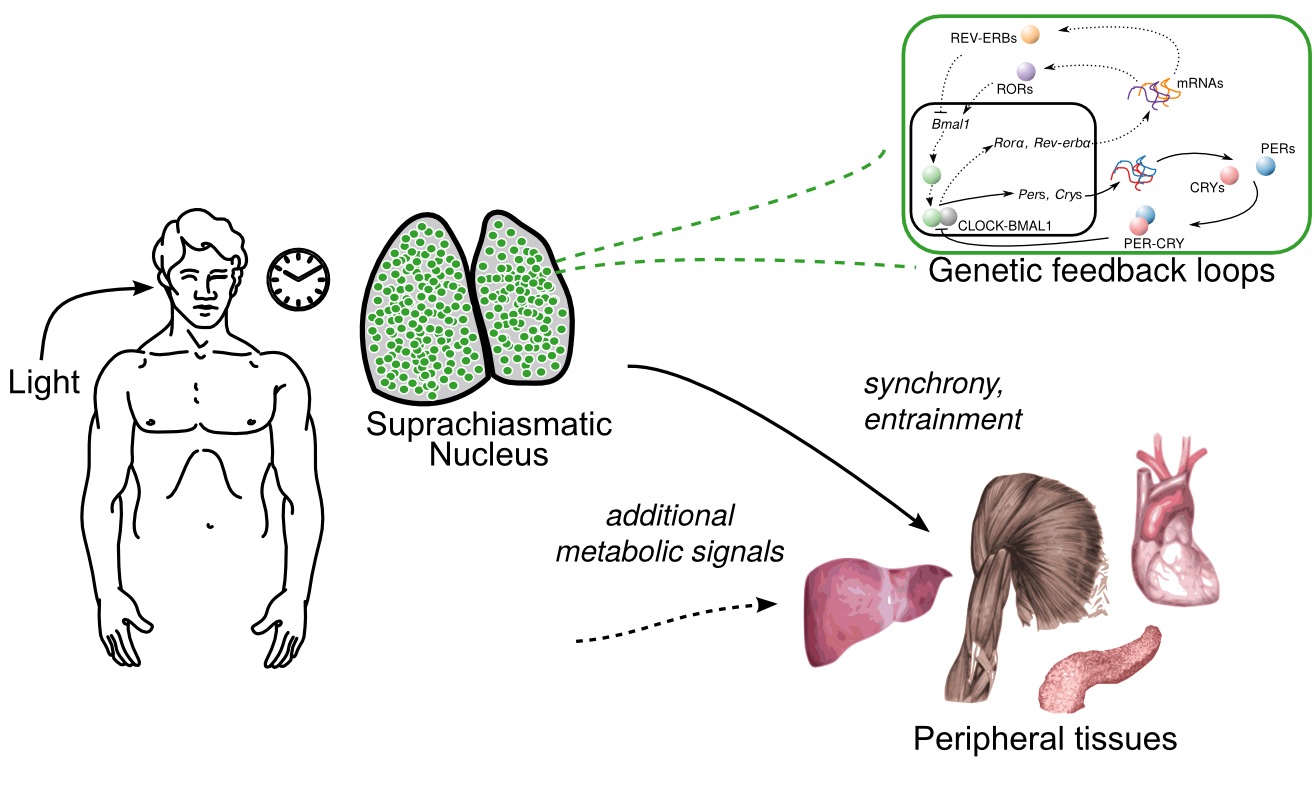 REV-ERBs
RORs
mRNAs
Bmal1
Rorα, Rev-erbα
PERs
CRYs
Pers, Crys
CLOCK-BMAL1
PER-CRY
Genetic feedback loops
Light
Suprachiasmatic
Nucleus
synchrony,
entrainment
additional
metabolic signals
Peripheral tissues